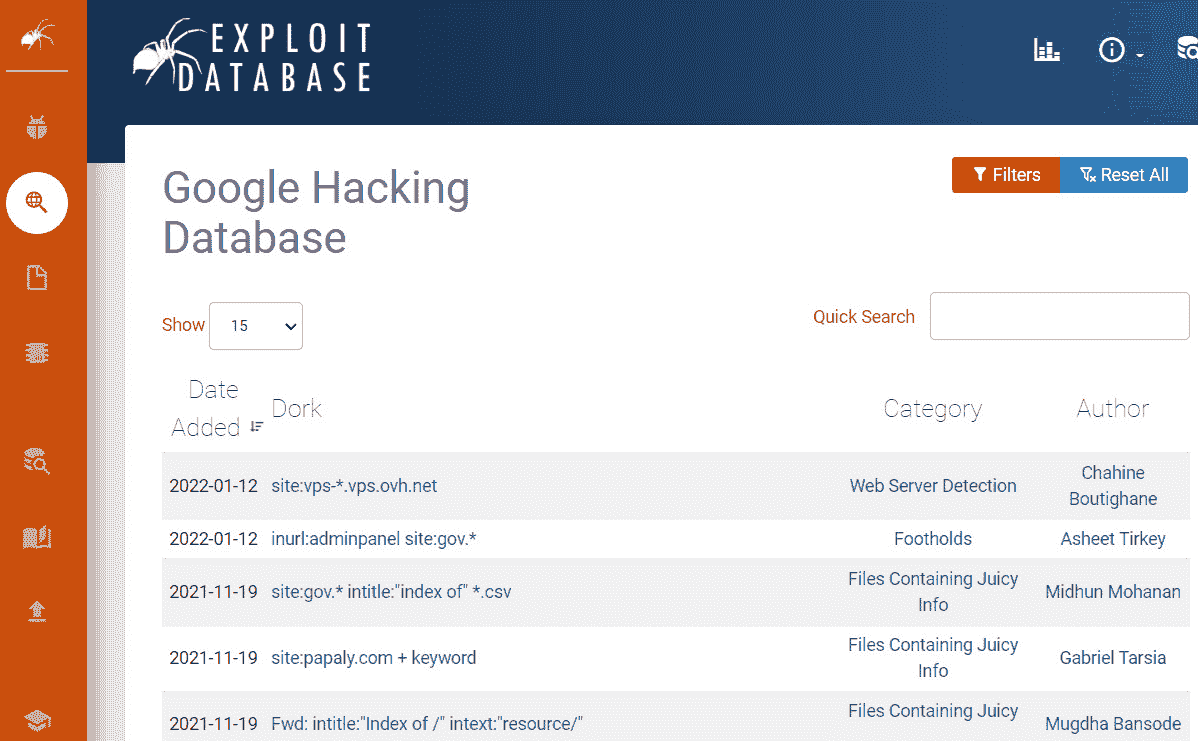 EXPLOIT
DATABASE
Google Hacking
Database
Filters
Reset All
Show
15
Quick Search
Date
Added
Dork
Category
Author
2022-01-12 site:vps-*.vps.ovh.net Web Server Detection Chahine
Boutighane
2022-01-12 inurl:adminpanel site:gov.* Footholds Asheet Tirkey
2021-11-19 site:gov.* intitle:"index of" *.csv Files Containing Juicy
Info Midhun Mohanan
2021-11-19 site:papaly.com + keyword Files Containing Juicy
Info Gabriel Tarsia
2021-11-19 Fwd: intitle:"Index of /" intext:"resource/" Files Containing Juicy
Mugdha Bansode